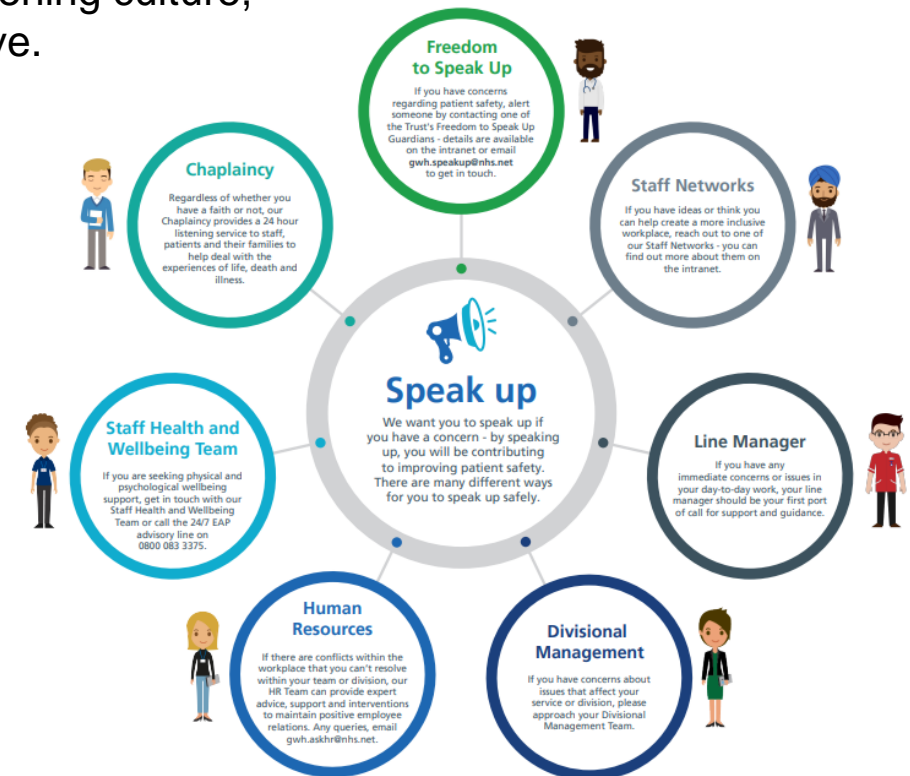 ening culture,
ve.
Freedom
to Speak Up
If you have concerns
regarding patient safety, alert
someone by contacting one of
the Trust's Freedom to Speak Up
Guardians - details are available
on the intranet or email
gwh.speakup@nhs.net
to get in touch.
Chaplaincy
Regardless of whether you
have a faith or not, our
Chaplaincy provides a 24 hour
listening service to staff,
patients and their families to
help deal with the
experiences of life, death and
illness.
Staff Networks
If you have ideas or think you
can help create a more inclusive
workplace, reach out to one of
our Staff Networks - you can
find out more about them on
the intranet.
Speak up
We want you to speak up if
you have a concern - by speaking
up, you will be contributing
to improving patient safety.
There are many different ways
for you to speak up safely.
Staff Health and
Wellbeing Team
If you are seeking physical and
psychological wellbeing
support, get in touch with our
Staff Health and Wellbeing
Team or call the 24/7 EAP
advisory line on
0800 083 3375.
Line Manager
If you have any
immediate concerns or issues in
your day-to-day work, your line
manager should be your first port
of call for support and guidance.
Human
Resources
If there are conflicts within the
workplace that you can't resolve
within your team or division, our
HR Team can provide expert
advice, support and interventions
to maintain positive employee
relations. Any queries, email
gwh.askhr@nhs.net.
Divisional
Management
If you have concerns about
issues that affect your
service or division, please
approach your Divisional
Management Team.